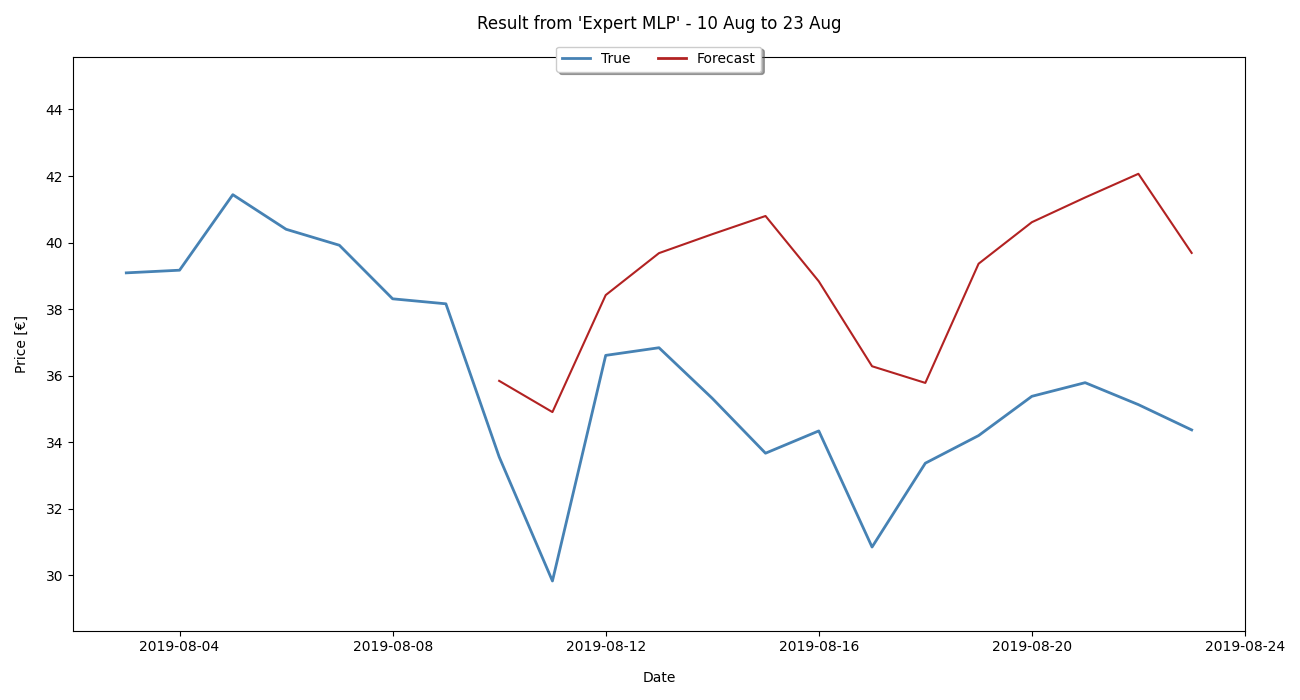 Result from 'Expert MLP' - 10 Aug to 23 Aug
True Forecast
44
42
40
38
36
34
32
30
Price [€]
2019-08-04 2019-08-08 2019-08-12 2019-08-16 2019-08-20 2019-08-24
Date